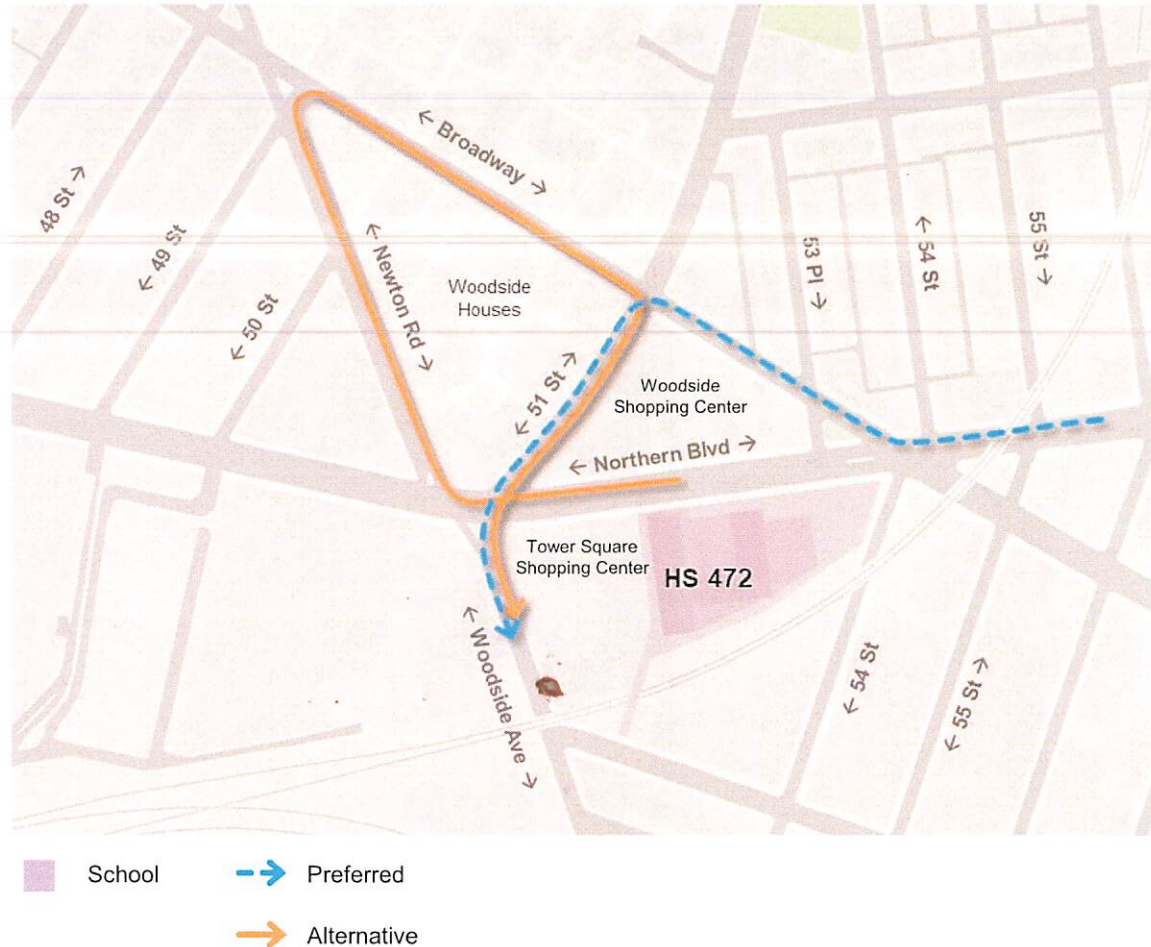 ← Broadway →
48 St →
← 49 St
← 50 St
← Newton Rd →
Woodside
Houses
← 51 St →
53 Pl →
← 54 St
55 St →
Woodside
Shopping Center
← Northern Blvd →
Tower Square
Shopping Center
HS 472
← Woodside Ave →
← 54 St
← 55 St →
School
Preferred
Alternative